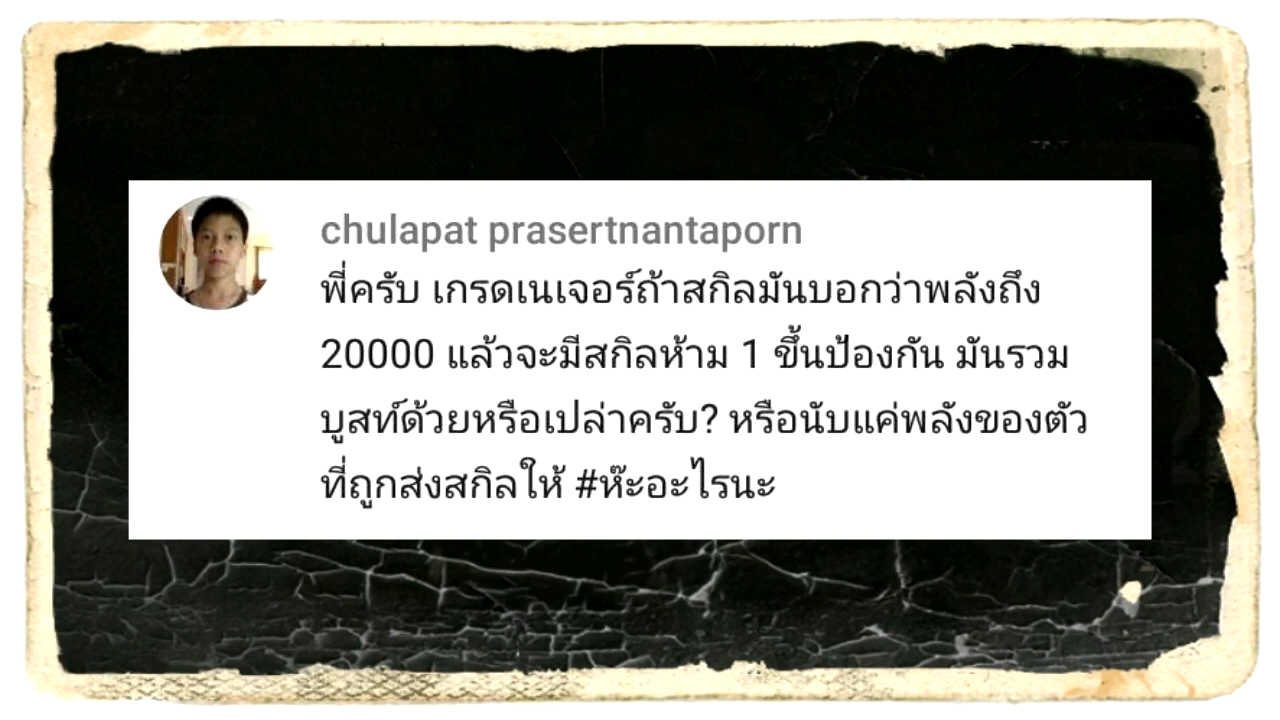 chulapat prasertnantaporn
พี่ครับ เกรดเนเจอร์ถ้าสกิลมันบอกว่าพลังถึง
20000 แล้วจะมีสกิลห้าม 1 ขึ้นป้องกัน มันรวม
บูสท์ด้วยหรือเปล่าครับ? หรือนับแค่พลังของตัว
ที่ถูกส่งสกิลให้ #ห๊ะอะไรนะ